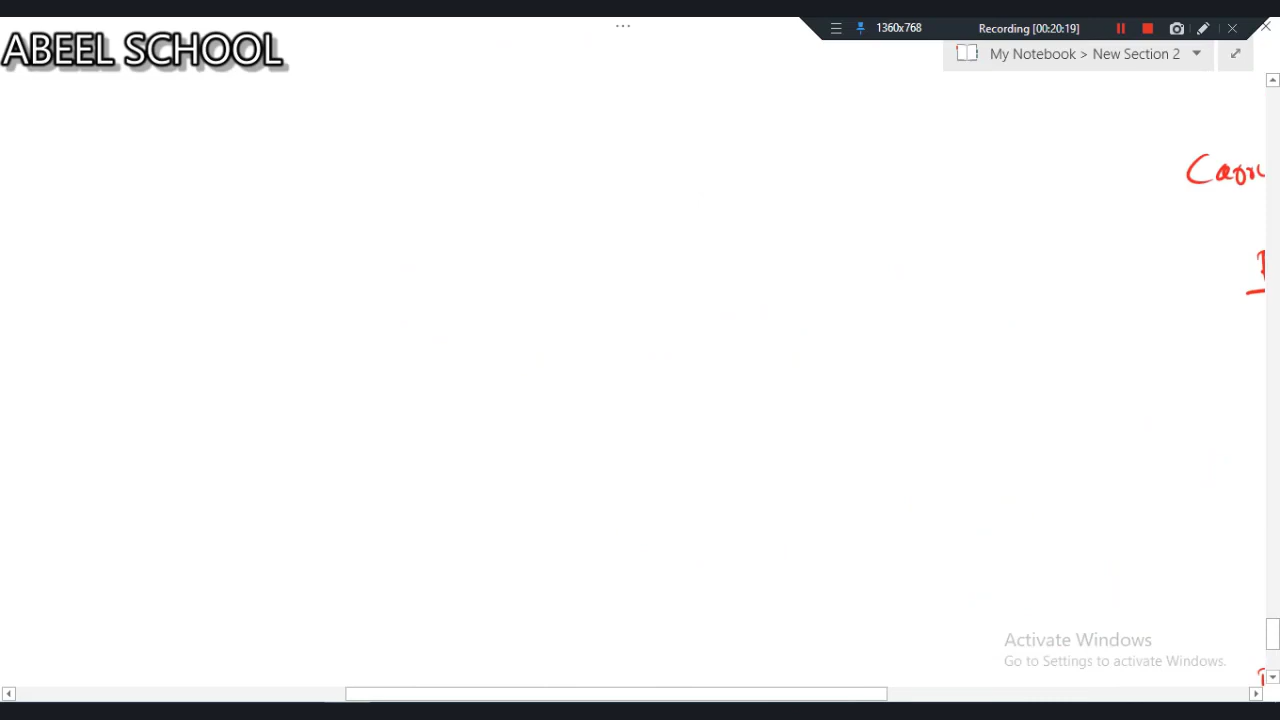 ABEEL SCHOOL
1360x768
Recording [00:20:19]
My Notebook > New Section 2
Activate Windows
Go to Settings to activate Windows.